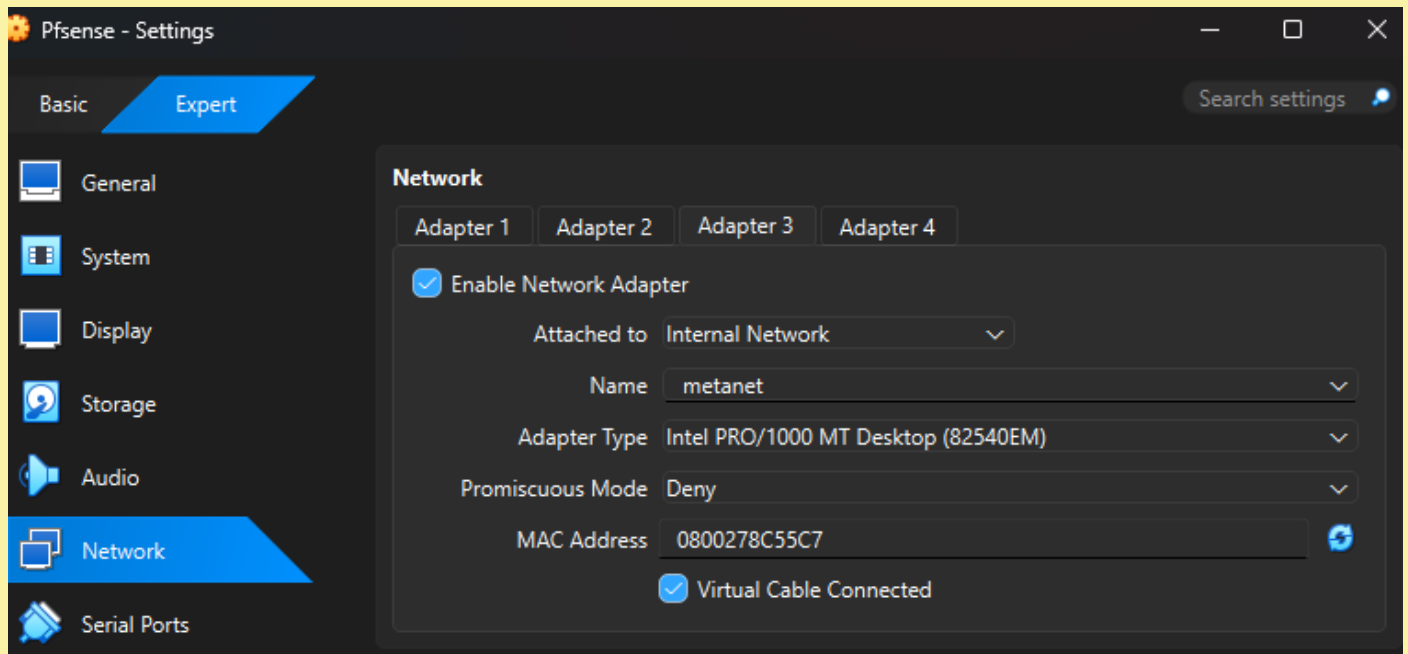 Pfsense - Settings
Basic Expert Search settings
General
System
Display
Storage
Audio
Network
Serial Ports
Network
Adapter 1 Adapter 2 Adapter 3 Adapter 4
Enable Network Adapter
Attached to Internal Network
Name metanet
Adapter Type Intel PRO/1000 MT Desktop (82540EM)
Promiscuous Mode Deny
MAC Address 0800278C55C7
Virtual Cable Connected